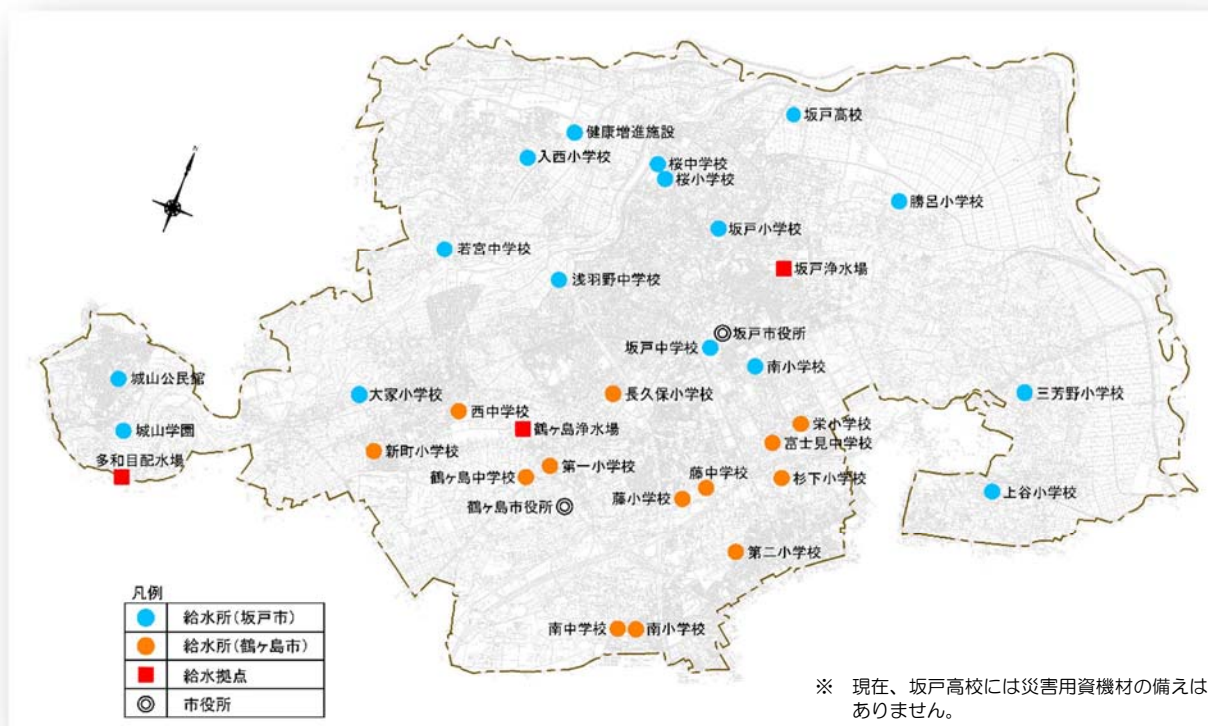 坂戸高校
健康増進施設
入西小学校
桜中学校
桜小学校
勝呂小学校
坂戸小学校
若宮中学校
坂戸浄水場
浅羽野中学校
坂戸市役所
坂戸中学校
南小学校
城山公民館
大家小学校
長久保小学校
三芳野小学校
西中学校
栄小学校
城山学園
鶴ヶ島浄水場
富士見中学校
新町小学校
多和目配水場
第一小学校
鶴ヶ島中学校
藤中学校
杉下小学校
藤小学校
上谷小学校
鶴ヶ島市役所
第二小学校
南中学校
南小学校
凡例
給水所(坂戸市)
給水所(鶴ヶ島市)
給水拠点
市役所
※ 現在、坂戸高校には災害用資機材の備えは
ありません。